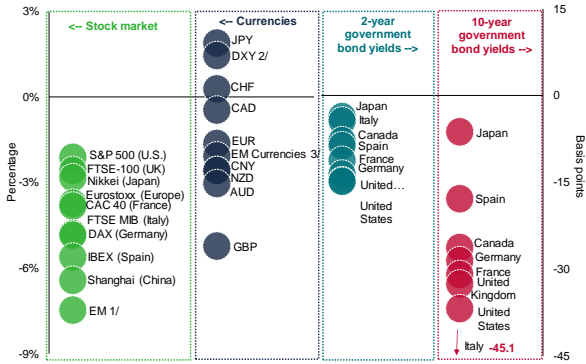 3%
0%
-3%
-6%
-9%
Percentage
<-- Stock market
S&P 500 (U.S.)
FTSE-100 (UK)
Nikkei (Japan)
Eurostoxx (Europe)
CAC 40 (France)
FTSE MIB (Italy)
DAX (Germany)
IBEX (Spain)
Shanghai (China)
EM 1/
<-- Currencies
JPY
DXY 2/
CHF
CAD
EUR
EM Currencies 3/
CNY
NZD
AUD
GBP
2-year
government
bond yields -->
Japan
Italy
Canada
Spain
France
Germany
United…
United
States
10-year
government
bond yields -->
Japan
Spain
Canada
Germany
France
United
Kingdom
United
States
Italy -45.1
15
0
-15
-30
-45
Basis points